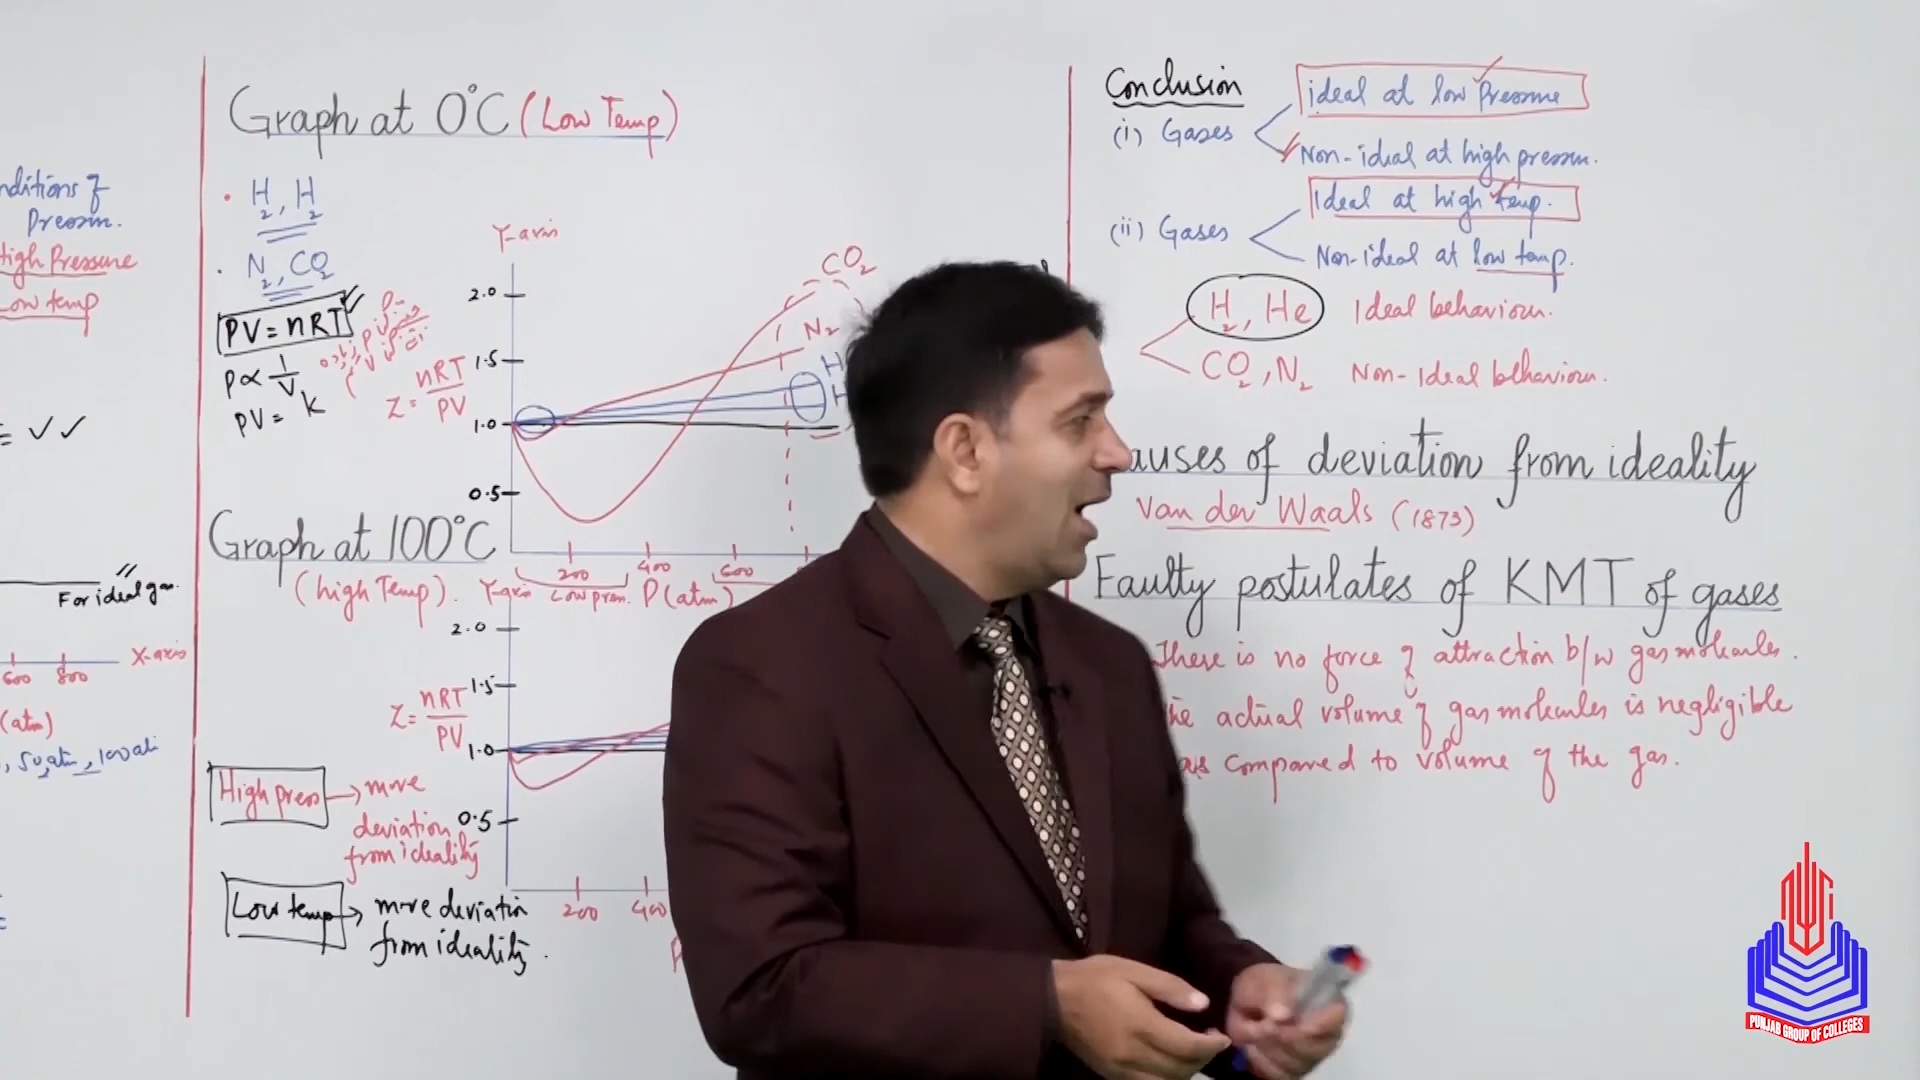 nditions of
Pressur.
High Pressure
Low temp
For ideal gas.
X-axis
600 800
(atm)
Graph at 0°C (Low Temp)
H2, H2
N2, CO2
PV = nRT
P ∝ 1/V
PV = K
Y-axis
2.0
1.5
1.0
0.5
Z = nRT/PV
CO2
N2
H
H
200 400 600
Low press. P(atm)
Graph at 100°C
(high Temp).
Y-axis
2.0
1.5
1.0
0.5
Z = nRT/PV
200 400
High press → more
deviation
from ideality
Low temp → more deviation
from ideality.
Conclusion
(i) Gases
ideal at low Pressure
Non-ideal at high pressur.
(ii) Gases
Ideal at high temp.
Non-ideal at low temp.
H2, He Ideal behaviour.
CO2, N2 Non-Ideal behaviour.
auses of deviation from ideality
Van der Waals (1873)
Faulty postulates of KMT of gases
There is no force of attraction b/w gas molecules.
he actual volume of gas molecules is negligible
as compared to volume of the gas.
PUNJAB GROUP OF COLLEGES